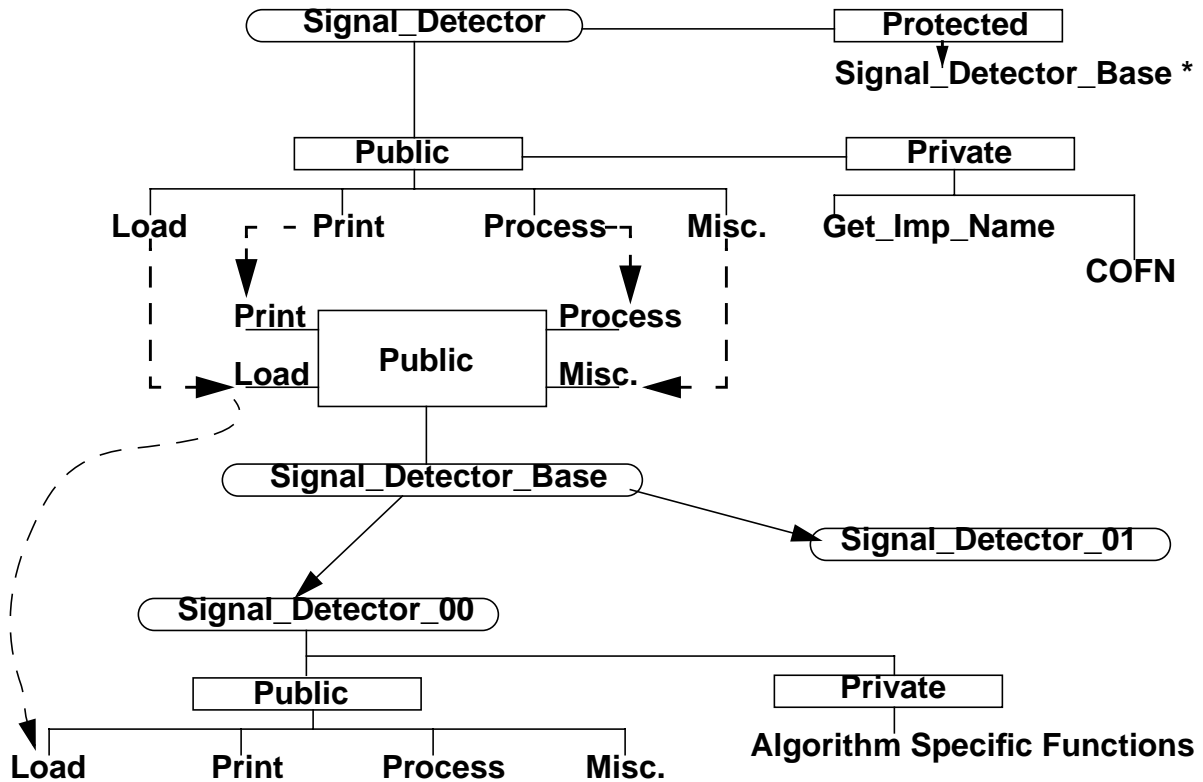 Signal_Detector
Protected
Signal_Detector_Base *
Public
Private
Load
Print
Process
Misc.
Get_Imp_Name
COFN
Print
Process
Public
Load
Misc.
Signal_Detector_Base
Signal_Detector_01
Signal_Detector_00
Public
Private
Load
Print
Process
Misc.
Algorithm Specific Functions